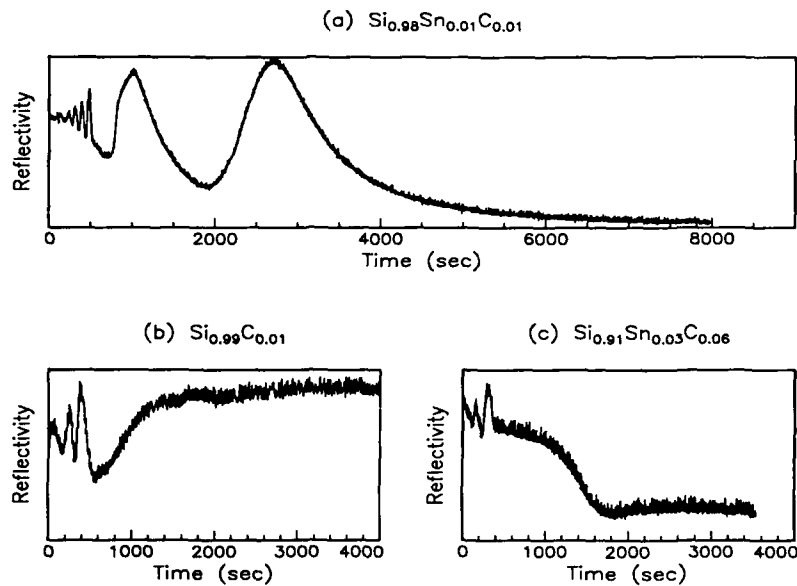 (a) Si₀.₉₈Sn₀.₀₁C₀.₀₁
Reflectivity
0 2000 4000 6000 8000
Time (sec)
(b) Si₀.₉₉C₀.₀₁
Reflectivity
0 1000 2000 3000 4000
Time (sec)
(c) Si₀.₉₁Sn₀.₀₃C₀.₀₆
Reflectivity
0 1000 2000 3000 4000
Time (sec)